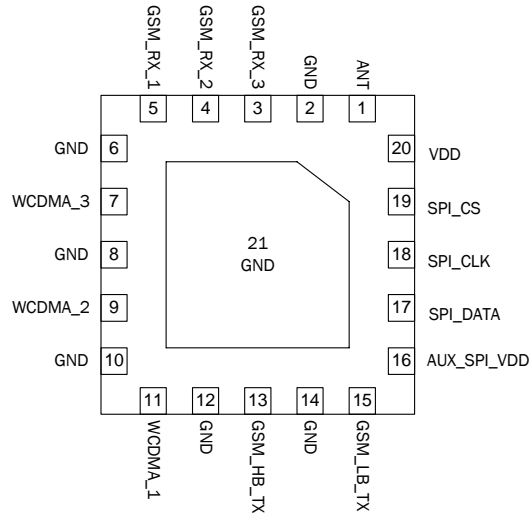 GSM_RX_1
GSM_RX_2
GSM_RX_3
GND
ANT
5
4
3
2
1
GND
6
20
VDD
WCDMA_3
7
19
SPI_CS
21
GND
GND
8
18
SPI_CLK
WCDMA_2
9
17
SPI_DATA
GND
10
16
AUX_SPI_VDD
11
12
13
14
15
WCDMA_1
GND
GSM_HB_TX
GND
GSM_LB_TX